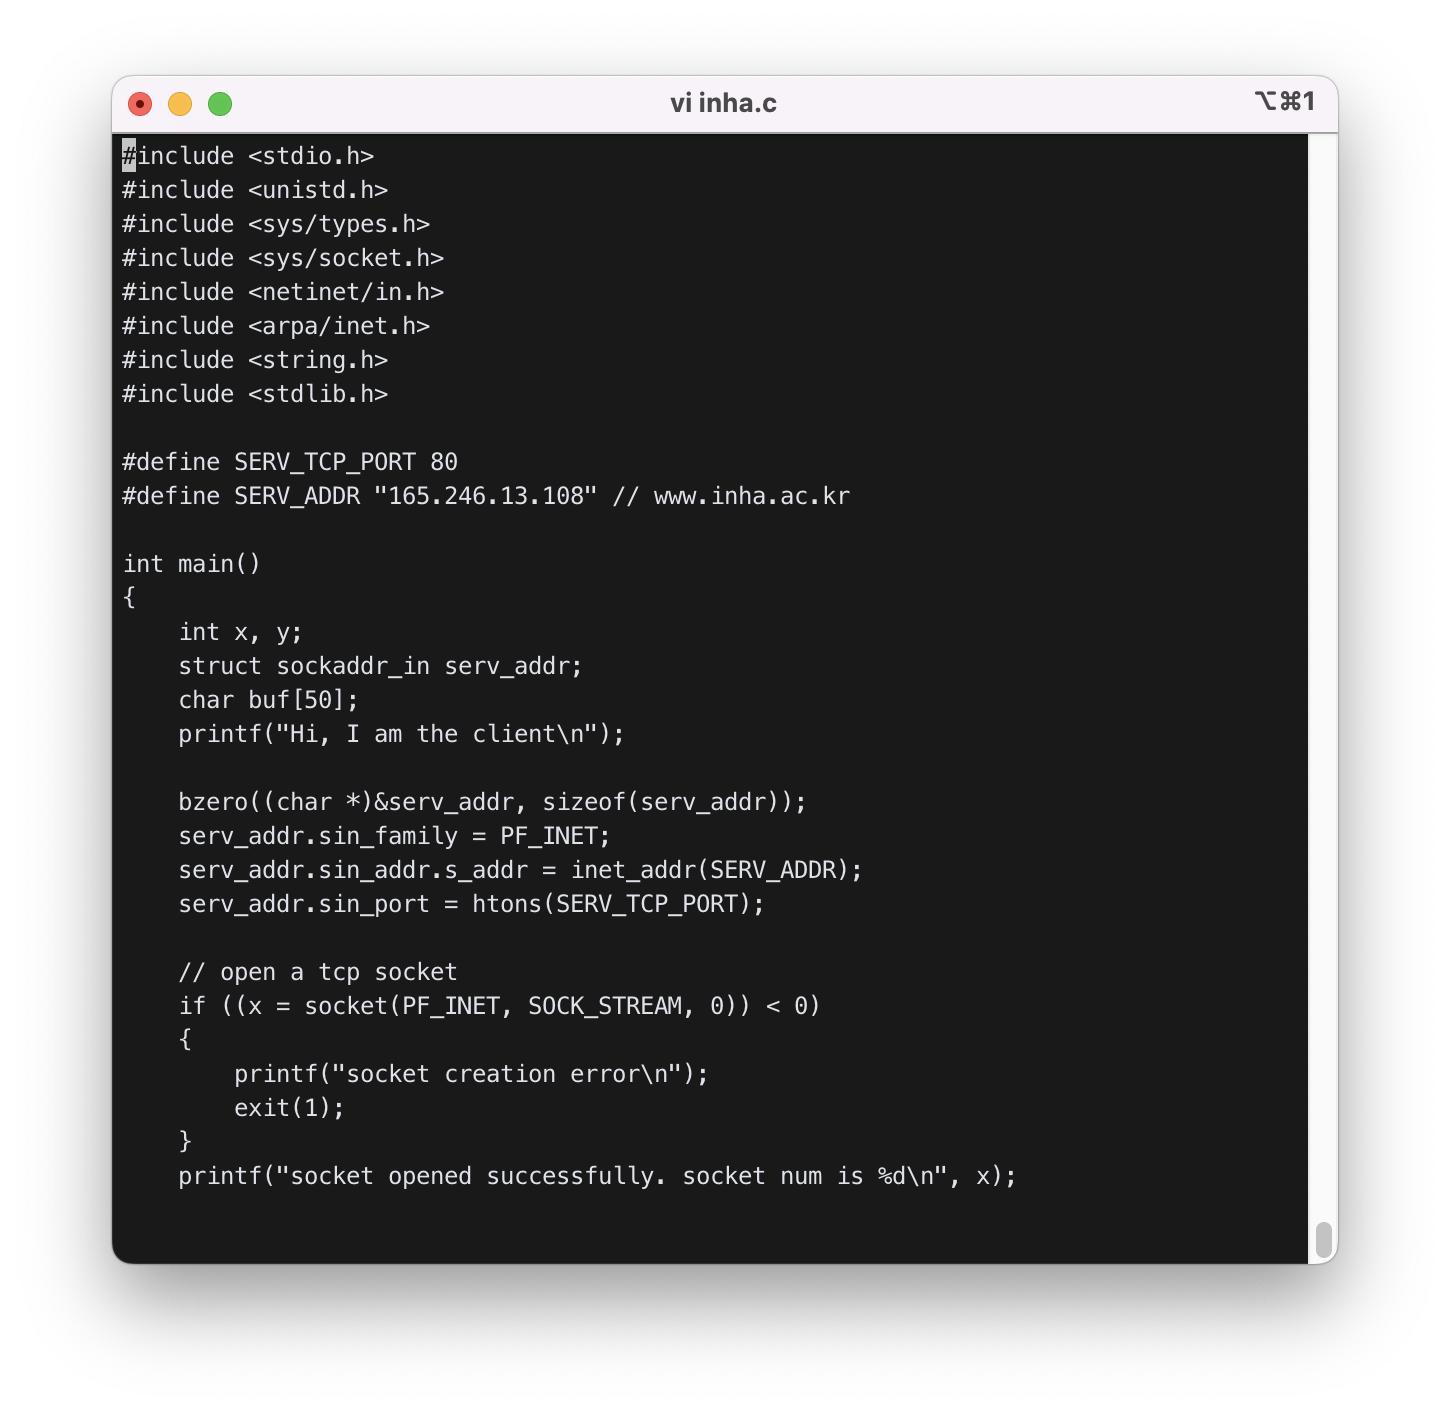 vi inha.c
⌥⌘1
#include <stdio.h>
#include <unistd.h>
#include <sys/types.h>
#include <sys/socket.h>
#include <netinet/in.h>
#include <arpa/inet.h>
#include <string.h>
#include <stdlib.h>

#define SERV_TCP_PORT 80
#define SERV_ADDR "165.246.13.108" // www.inha.ac.kr

int main()
{
    int x, y;
    struct sockaddr_in serv_addr;
    char buf[50];
    printf("Hi, I am the client\n");

    bzero((char *)&serv_addr, sizeof(serv_addr));
    serv_addr.sin_family = PF_INET;
    serv_addr.sin_addr.s_addr = inet_addr(SERV_ADDR);
    serv_addr.sin_port = htons(SERV_TCP_PORT);

    // open a tcp socket
    if ((x = socket(PF_INET, SOCK_STREAM, 0)) < 0)
    {
        printf("socket creation error\n");
        exit(1);
    }
    printf("socket opened successfully. socket num is %d\n", x);